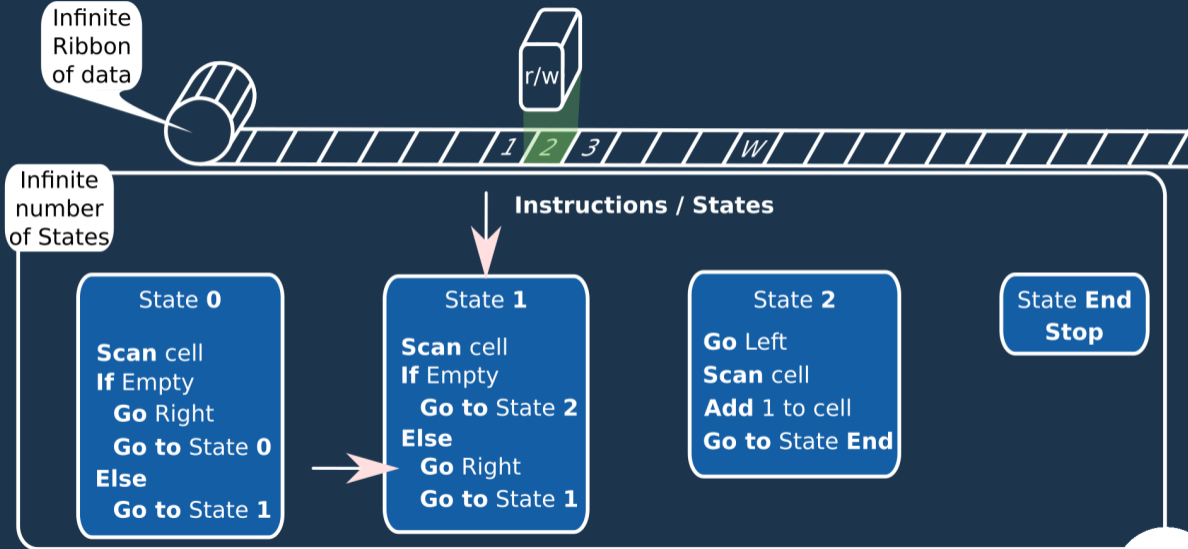 Infinite
Ribbon
of data
r/w
1 2 3 W
Infinite
number
of States
Instructions / States
State 0
Scan cell
If Empty
Go Right
Go to State 0
Else
Go to State 1
State 1
Scan cell
If Empty
Go to State 2
Else
Go Right
Go to State 1
State 2
Go Left
Scan cell
Add 1 to cell
Go to State End
State End
Stop